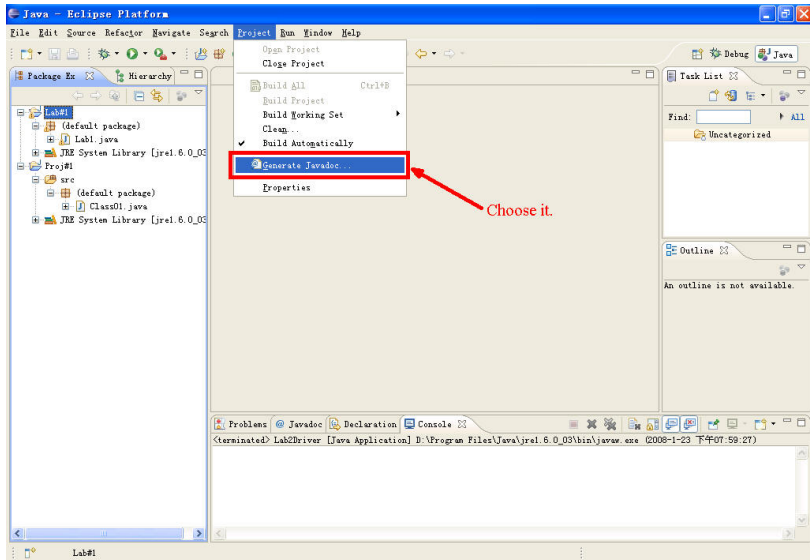 Java - Eclipse Platform
File Edit Source Refactor Navigate Search Project Run Window Help
Open Project
Close Project
Build All Ctrl+B
Build Project
Build Working Set
Clean...
Build Automatically
Generate Javadoc...
Properties
Choose it.
Debug Java
Package Ex Hierarchy
Lab#1
(default package)
Lab1.java
JRE System Library [jre1.6.0_03
Proj#1
src
(default package)
Class01.java
JRE System Library [jre1.6.0_03
Task List
Find: All
Uncategorized
Outline
An outline is not available.
Problems @ Javadoc Declaration Console
<terminated> Lab2Driver [Java Application] D:\Program Files\Java\jre1.6.0_03\bin\javaw.exe (2008-1-23 下午07:59:27)
Lab#1